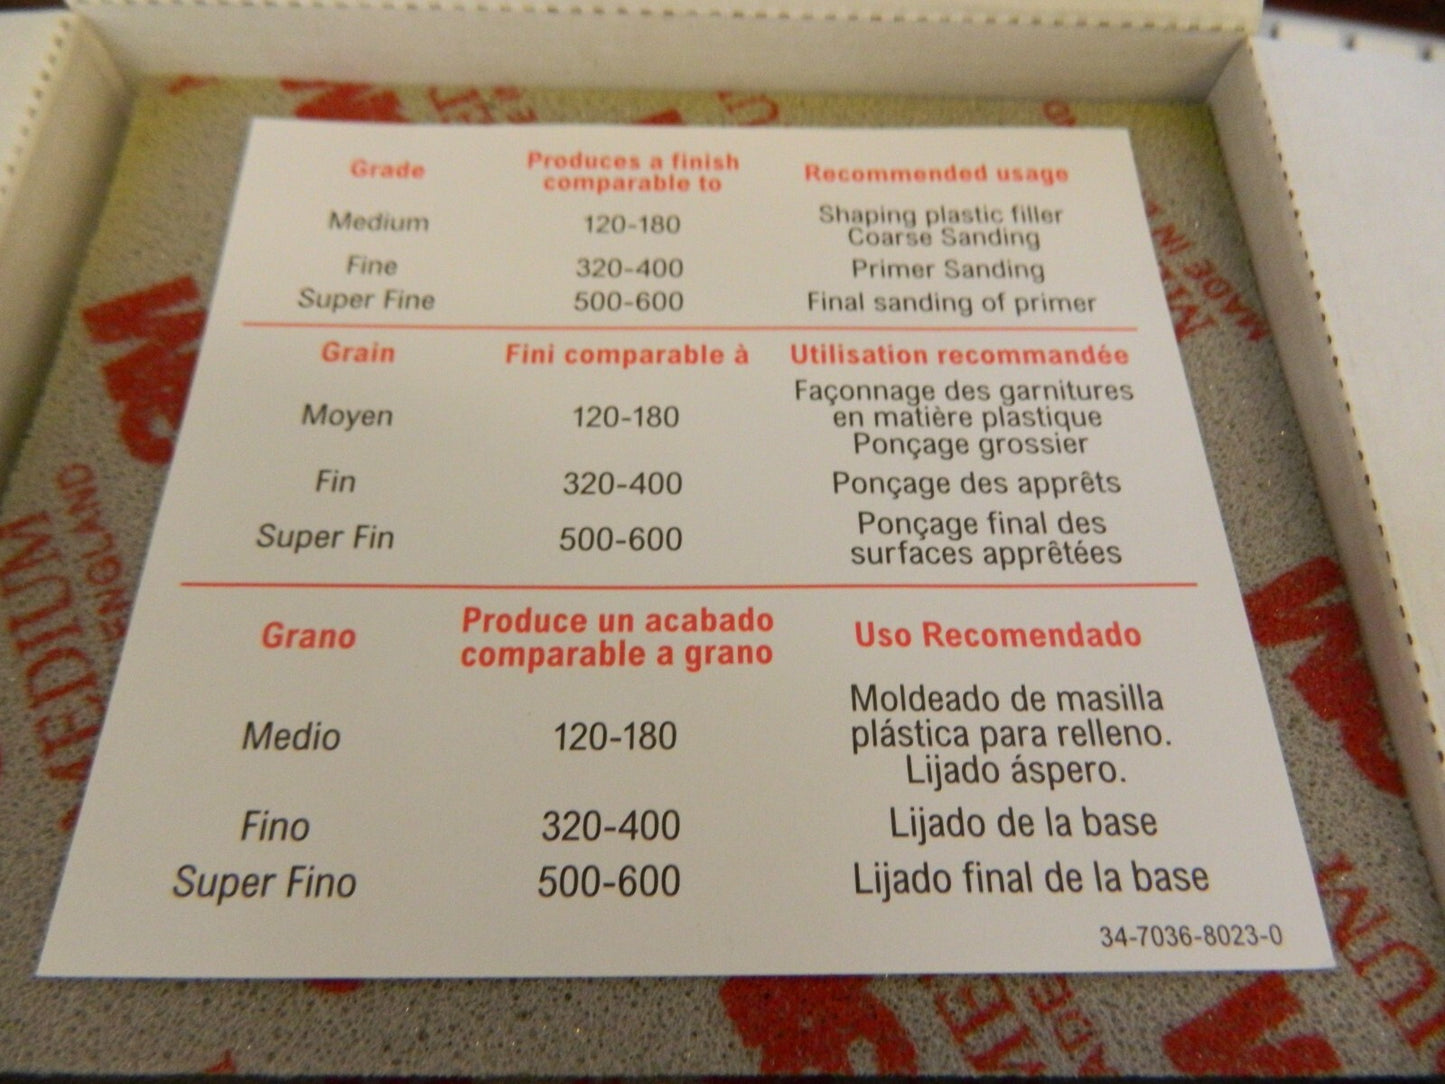 Grade Produces a finish Recommended usage
comparable to
Medium 120-180 Shaping plastic filler
Coarse Sanding
Fine 320-400 Primer Sanding
Super Fine 500-600 Final sanding of primer
Grain Fini comparable à Utilisation recommandée
Moyen 120-180 Façonnage des garnitures
en matière plastique
Ponçage grossier
Fin 320-400 Ponçage des apprêts
Super Fin 500-600 Ponçage final des
surfaces apprêtées
Grano Produce un acabado Uso Recomendado
comparable a grano
Medio 120-180 Moldeado de masilla
plástica para relleno.
Lijado áspero.
Fino 320-400 Lijado de la base
Super Fino 500-600 Lijado final de la base
34-7036-8023-0
MEDIUM
ENGLAND
MADE IN